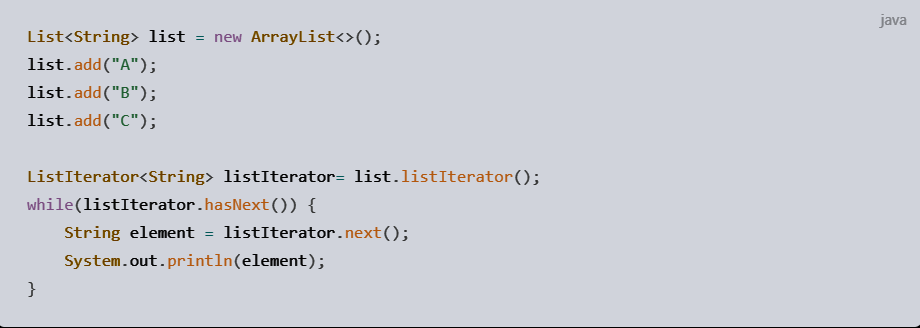 java
List<String> list = new ArrayList<>();
list.add("A");
list.add("B");
list.add("C");

ListIterator<String> listIterator= list.listIterator();
while(listIterator.hasNext()) {
    String element = listIterator.next();
    System.out.println(element);
}